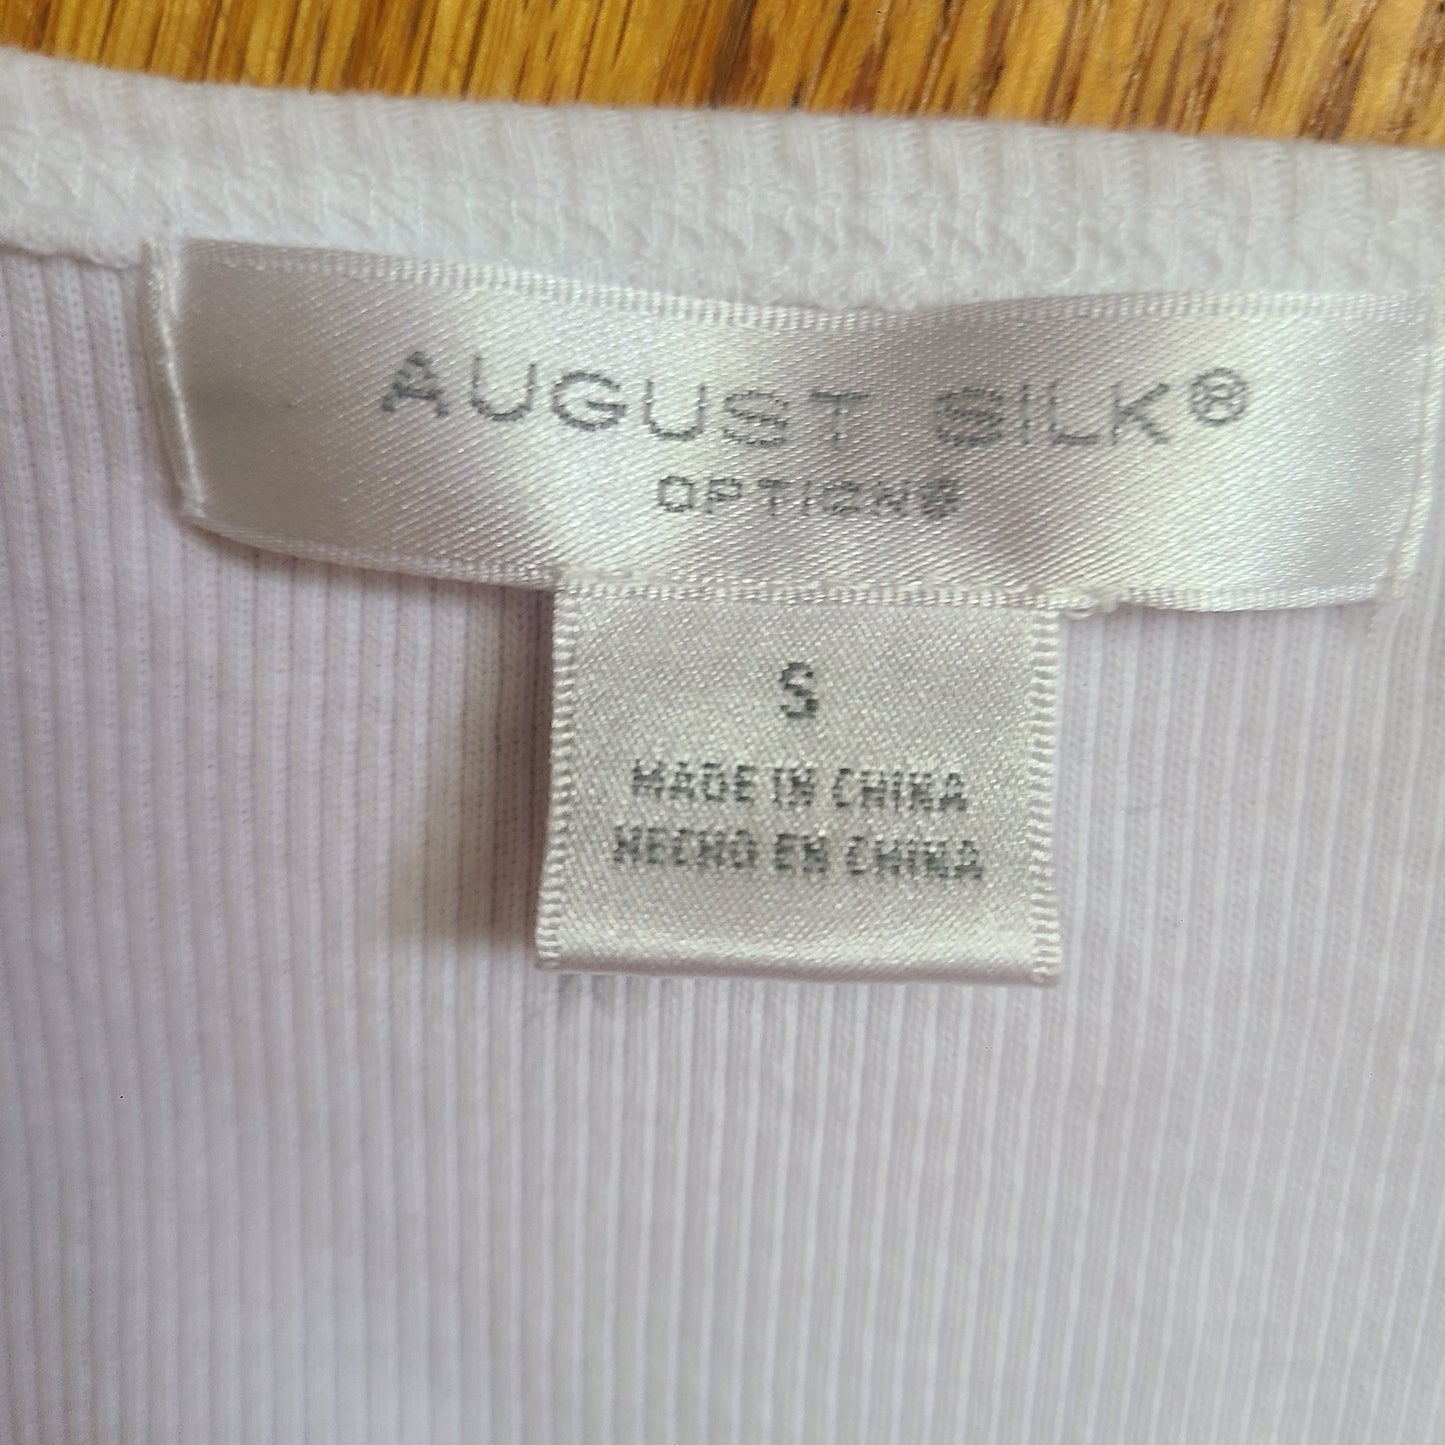 AUGUST SILK®
OPTIONS
S
MADE IN CHINA
HECHO EN CHINA